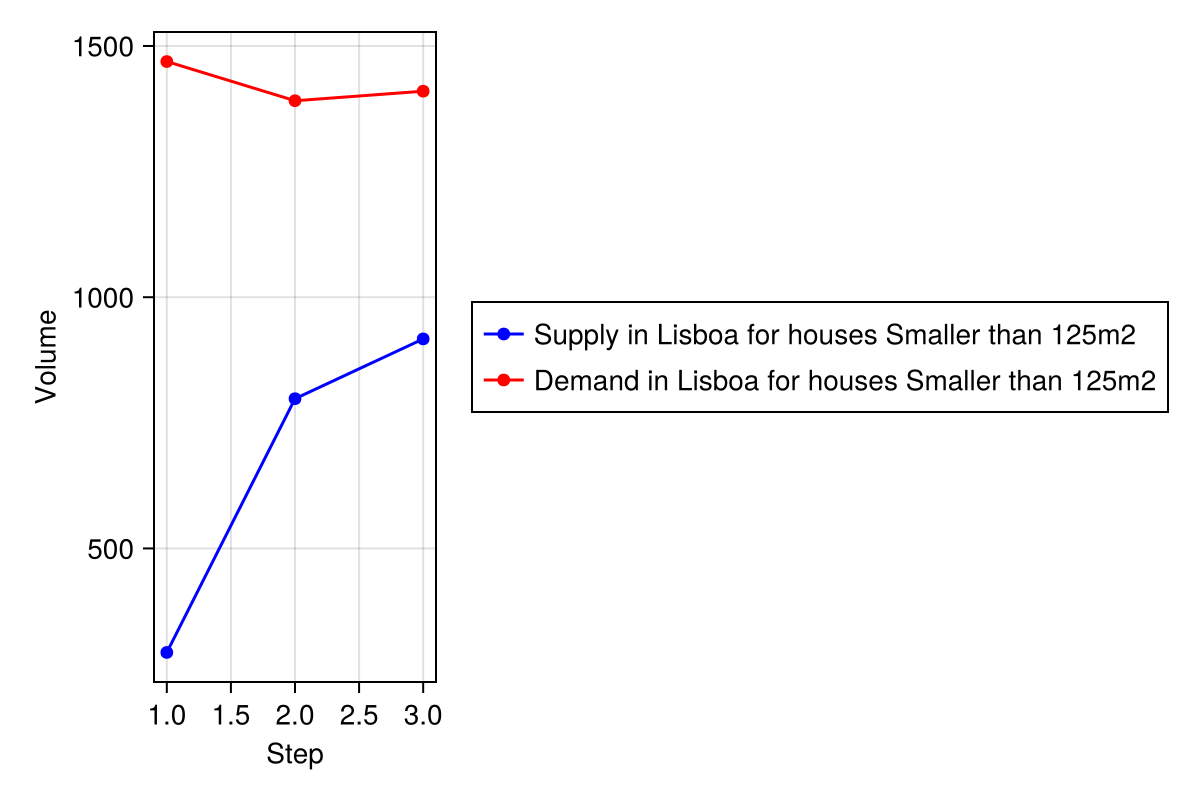 1500
1000
500
Volume
1.0 1.5 2.0 2.5 3.0
Step
Supply in Lisboa for houses Smaller than 125m2
Demand in Lisboa for houses Smaller than 125m2